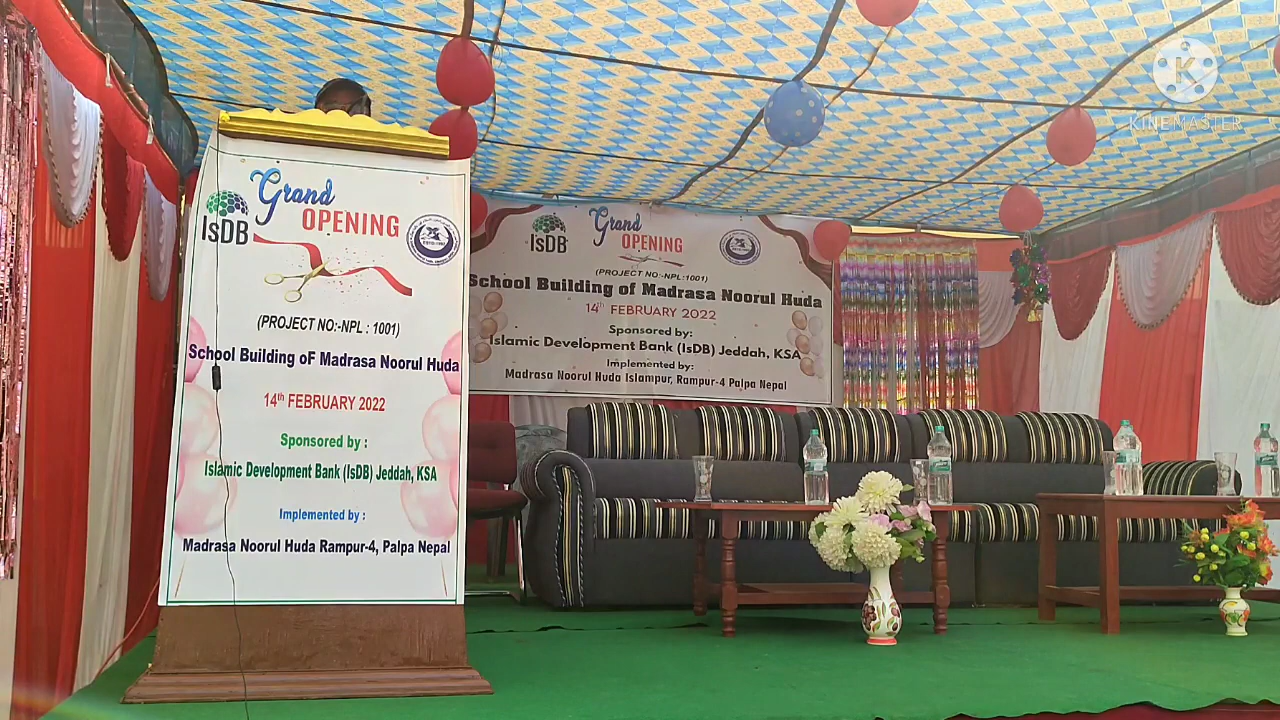 Grand
OPENING
IsDB
(PROJECT NO:-NPL : 1001)
School Building oF Madrasa Noorul Huda
14th FEBRUARY 2022
Sponsored by :
Islamic Development Bank (IsDB) Jeddah, KSA
Implemented by :
Madrasa Noorul Huda Rampur-4, Palpa Nepal
IsDB
Grand
OPENING
(PROJECT NO:-NPL:1001)
School Building of Madrasa Noorul Huda
14th FEBRUARY 2022
Sponsored by:
Islamic Development Bank (IsDB) Jeddah, KSA
Implemented by:
Madrasa Noorul Huda Islampur, Rampur-4 Palpa Nepal
K
KINEMASTER